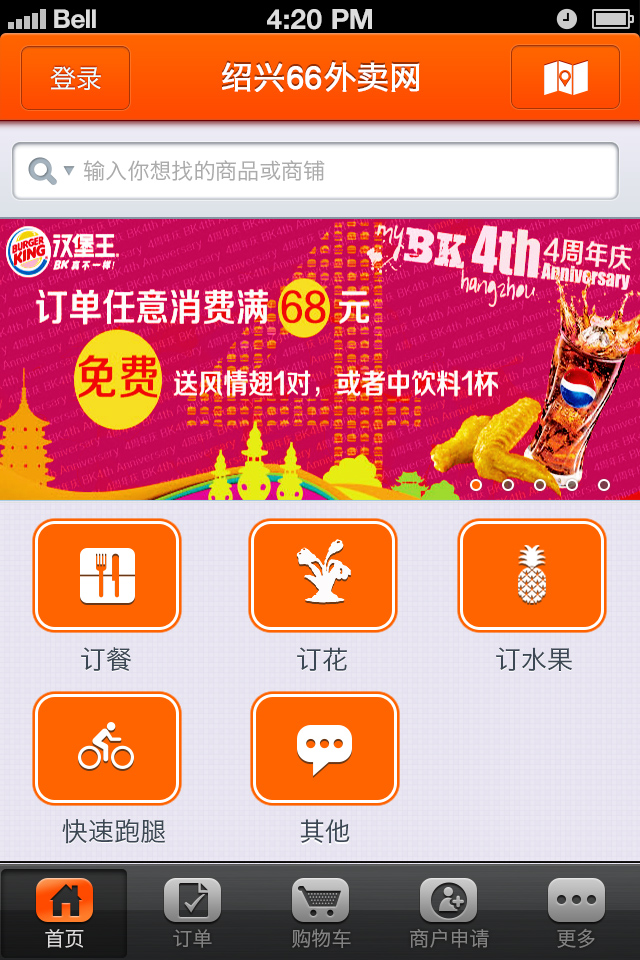 Bell 4:20 PM
登录 绍兴66外卖网
输入你想找的商品或商铺
BURGER KING 汉堡王
BK真不一样!
my BK 4th 4周年庆
Anniversary
hangzhou
订单任意消费满68元
免费 送风情翅1对，或者中饮料1杯
订餐 订花 订水果
快速跑腿 其他
首页 订单 购物车 商户申请 更多